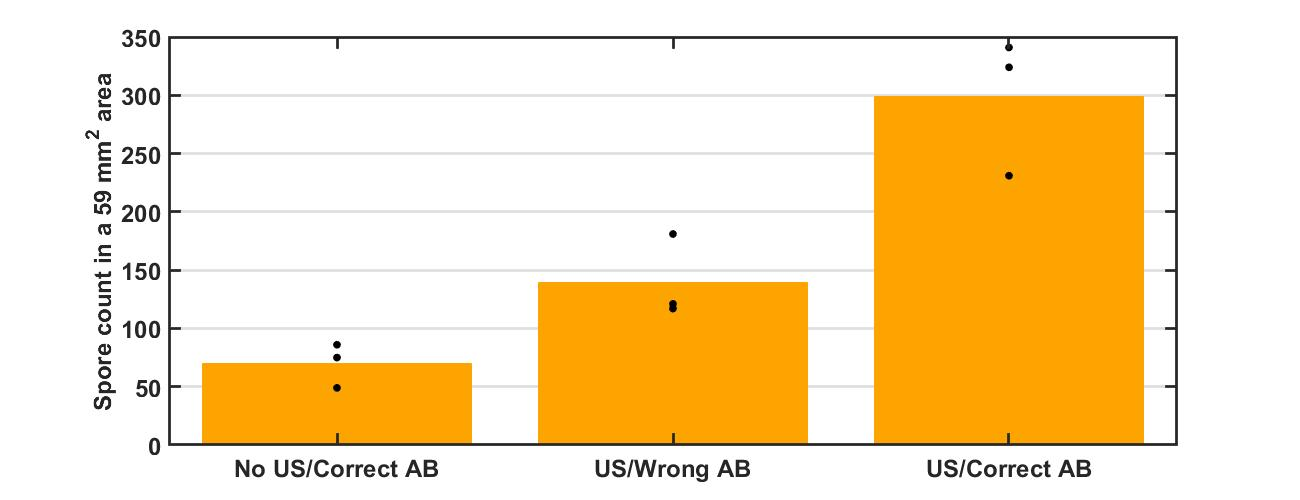 Spore count in a 59 mm² area
350
300
250
200
150
100
50
0
No US/Correct AB
US/Wrong AB
US/Correct AB